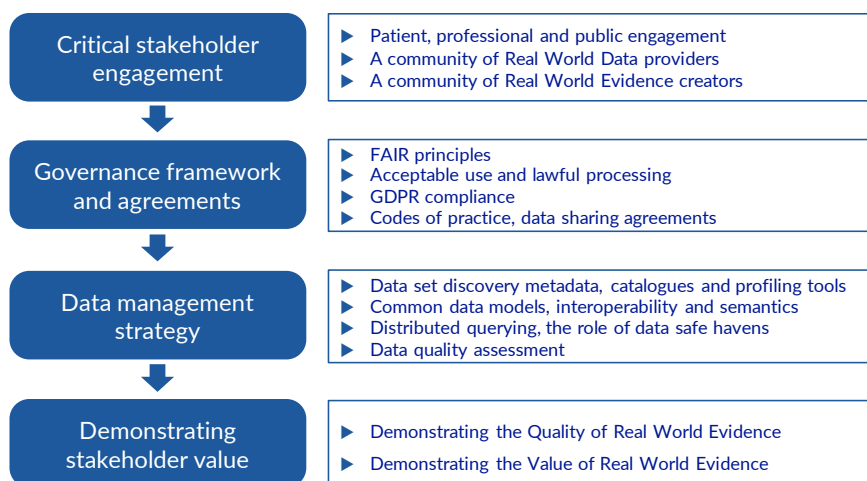 Critical stakeholder
engagement
Patient, professional and public engagement
A community of Real World Data providers
A community of Real World Evidence creators
Governance framework
and agreements
FAIR principles
Acceptable use and lawful processing
GDPR compliance
Codes of practice, data sharing agreements
Data management
strategy
Data set discovery metadata, catalogues and profiling tools
Common data models, interoperability and semantics
Distributed querying, the role of data safe havens
Data quality assessment
Demonstrating
stakeholder value
Demonstrating the Quality of Real World Evidence
Demonstrating the Value of Real World Evidence